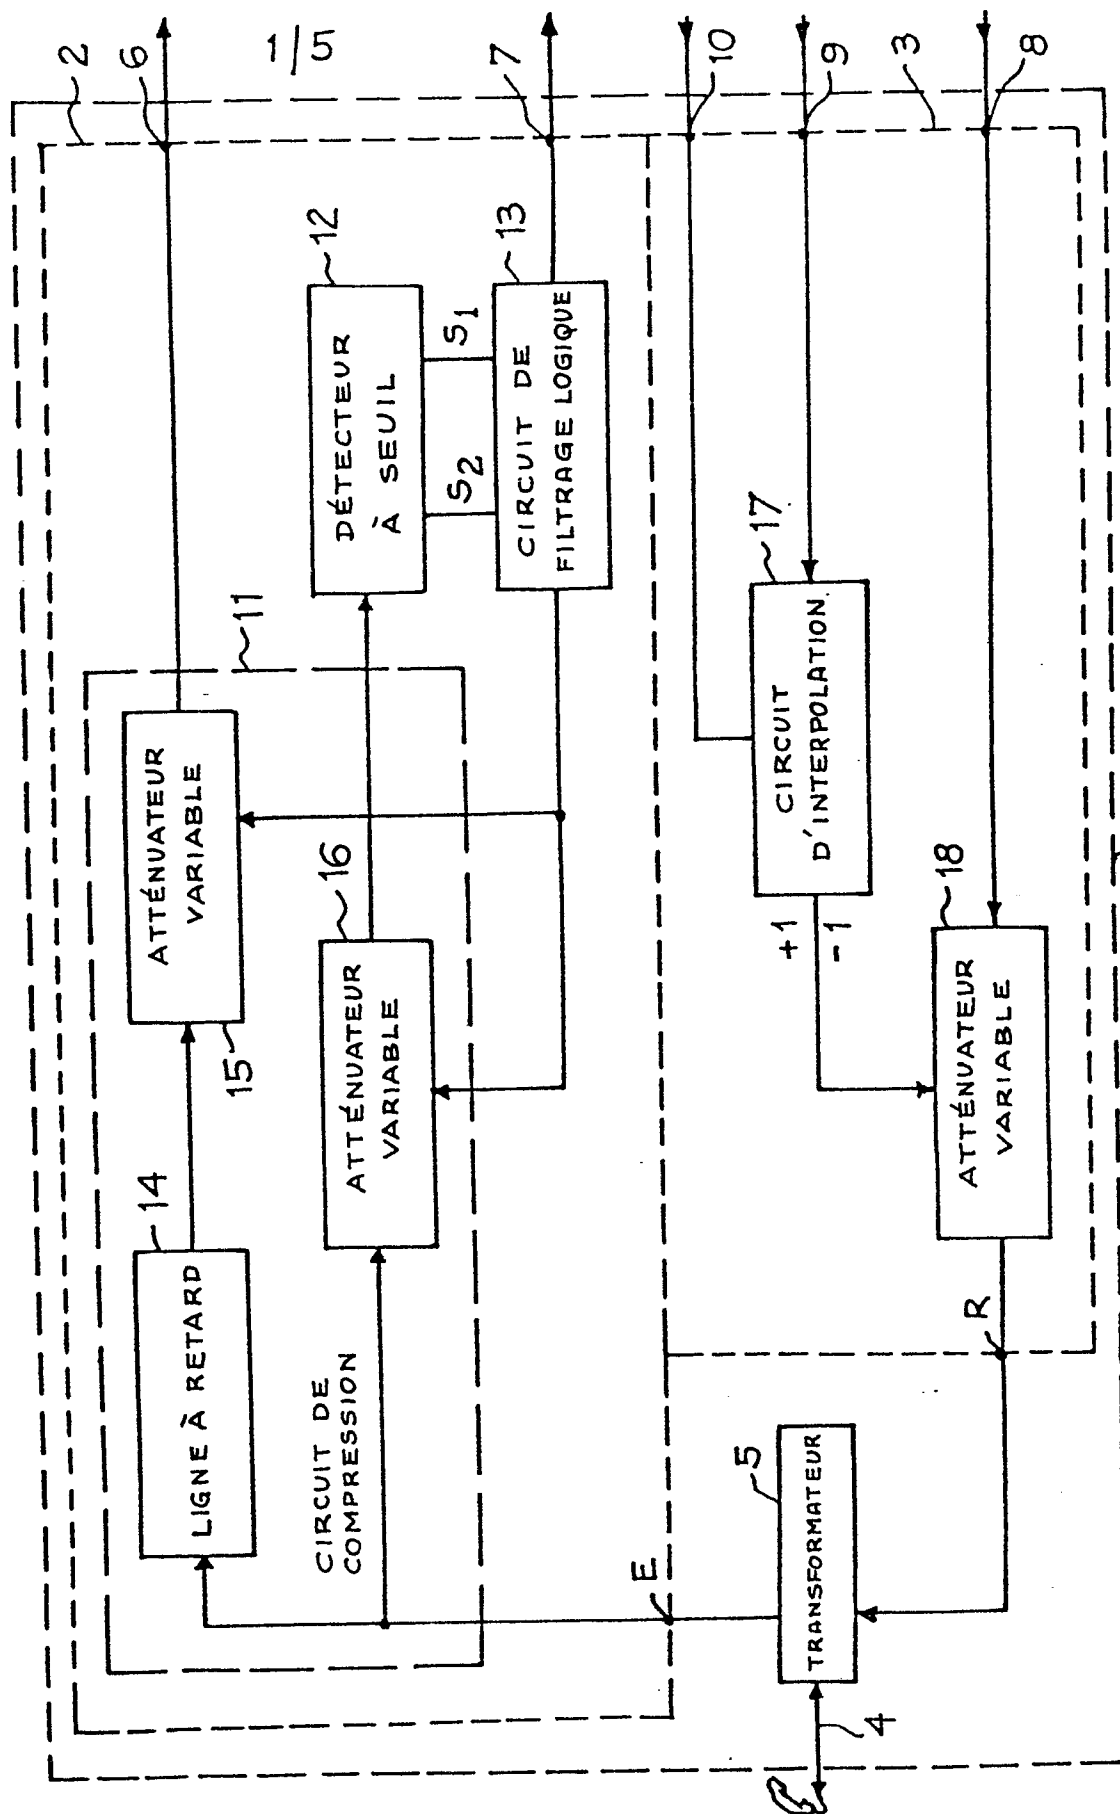 1/5
2
6
7
10
9
3
8
12
DÉTECTEUR
À SEUIL
S1
S2
13
CIRCUIT DE
FILTRAGE LOGIQUE
11
ATTÉNUATEUR
VARIABLE
15
16
ATTÉNUATEUR
VARIABLE
14
LIGNE À RETARD
CIRCUIT DE
COMPRESSION
17
CIRCUIT
D'INTERPOLATION
+1
-1
18
ATTÉNUATEUR
VARIABLE
R
E
5
TRANSFORMATEUR
4